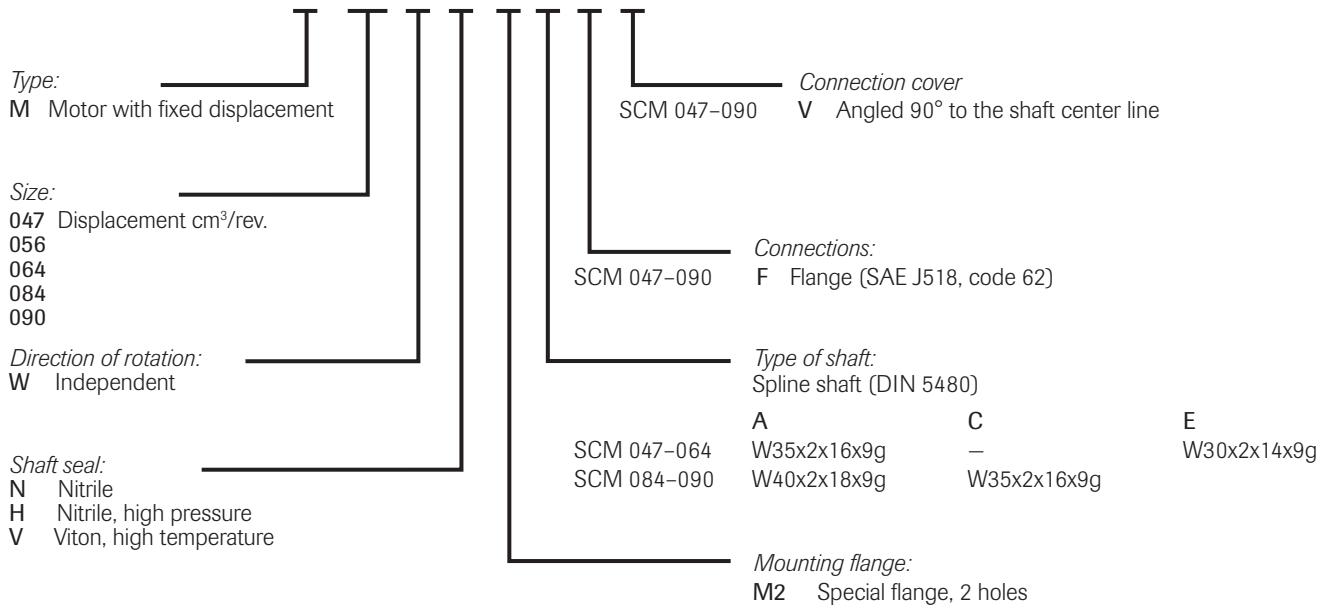 Type:
M Motor with fixed displacement
Connection cover
SCM 047–090 V Angled 90° to the shaft center line
Size:
047 Displacement cm³/rev.
056
064
084
090
Connections:
SCM 047–090 F Flange (SAE J518, code 62)
Direction of rotation:
W Independent
Type of shaft:
Spline shaft (DIN 5480)
A C E
SCM 047–064 W35x2x16x9g – W30x2x14x9g
SCM 084–090 W40x2x18x9g W35x2x16x9g
Shaft seal:
N Nitrile
H Nitrile, high pressure
V Viton, high temperature
Mounting flange:
M2 Special flange, 2 holes